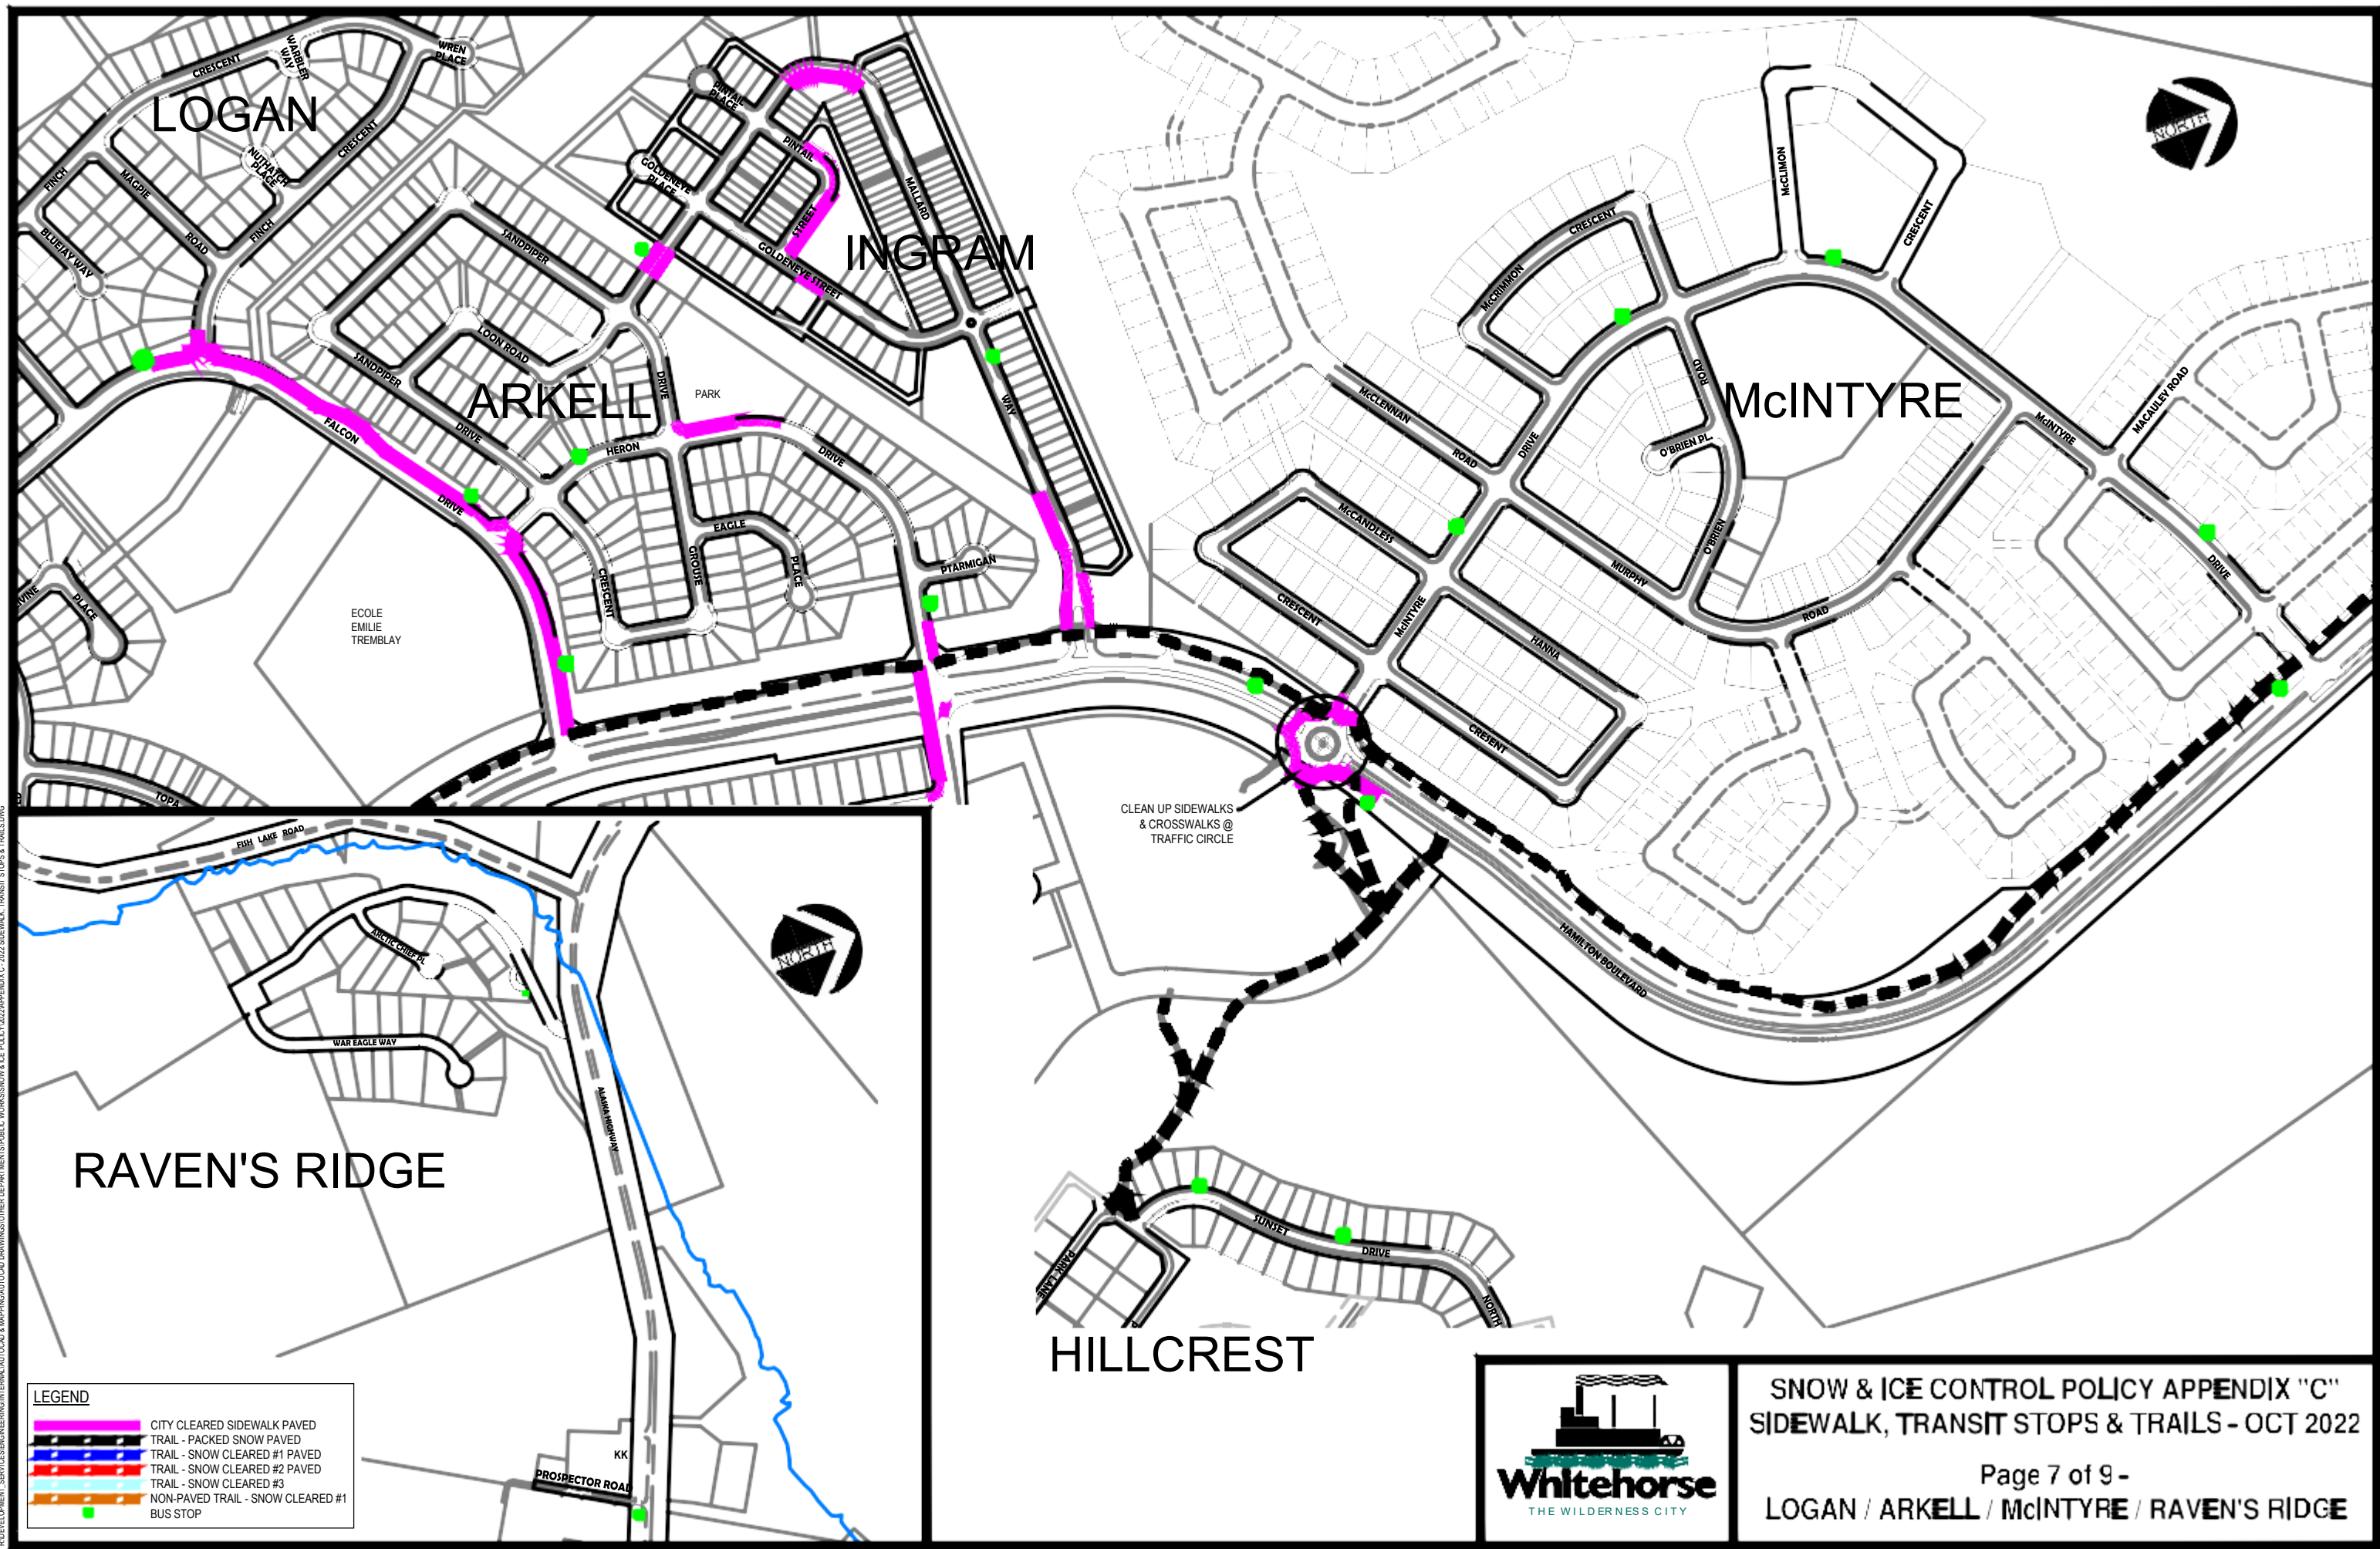 CRESCENT
WARBLER
WAY
WREN
PLACE
LOGAN
FINCH
MAGPIE
ROAD
NUTHATCH
PLACE
CRESCENT
FINCH
BLUEJAY WAY
PINTAIL
PLACE
PINTAIL
STREET
GOLDENEYE
PLACE
GOLDENEYE STREET
MALLARD
WAY
INGRAM
SANDPIPER
LOON ROAD
SANDPIPER
DRIVE
ARKELL
DRIVE
PARK
FALCON
DRIVE
HERON
DRIVE
CRESCENT
GROUSE
EAGLE
PLACE
PTARMIGAN
ECOLE
EMILIE
TREMBLAY
PLACE
TOPA
NORTH
McCLIMON
CRESCENT
McCRIMMON
CRESCENT
ROAD
McINTYRE
O'BRIEN PL.
O'BRIEN
McCLENNAN
ROAD
DRIVE
McCANDLESS
CRESCENT
McINTYRE
HANNA
CRESENT
MURPHY
ROAD
McINTYRE
MACAULEY ROAD
DRIVE
CLEAN UP SIDEWALKS
& CROSSWALKS @
TRAFFIC CIRCLE
HAMILTON BOULEVARD
FISH LAKE ROAD
ARCTIC CHIEF PL
WAR EAGLE WAY
ALASKA HIGHWAY
NORTH
RAVEN'S RIDGE
KK
PROSPECTOR ROAD
SUNSET
DRIVE
NORTH
PARK LANE
HILLCREST
LEGEND
CITY CLEARED SIDEWALK PAVED
TRAIL - PACKED SNOW PAVED
TRAIL - SNOW CLEARED #1 PAVED
TRAIL - SNOW CLEARED #2 PAVED
TRAIL - SNOW CLEARED #3
NON-PAVED TRAIL - SNOW CLEARED #1
BUS STOP
Whitehorse
THE WILDERNESS CITY
SNOW & ICE CONTROL POLICY APPENDIX "C"
SIDEWALK, TRANSIT STOPS & TRAILS - OCT 2022
Page 7 of 9 -
LOGAN / ARKELL / McINTYRE / RAVEN'S RIDGE